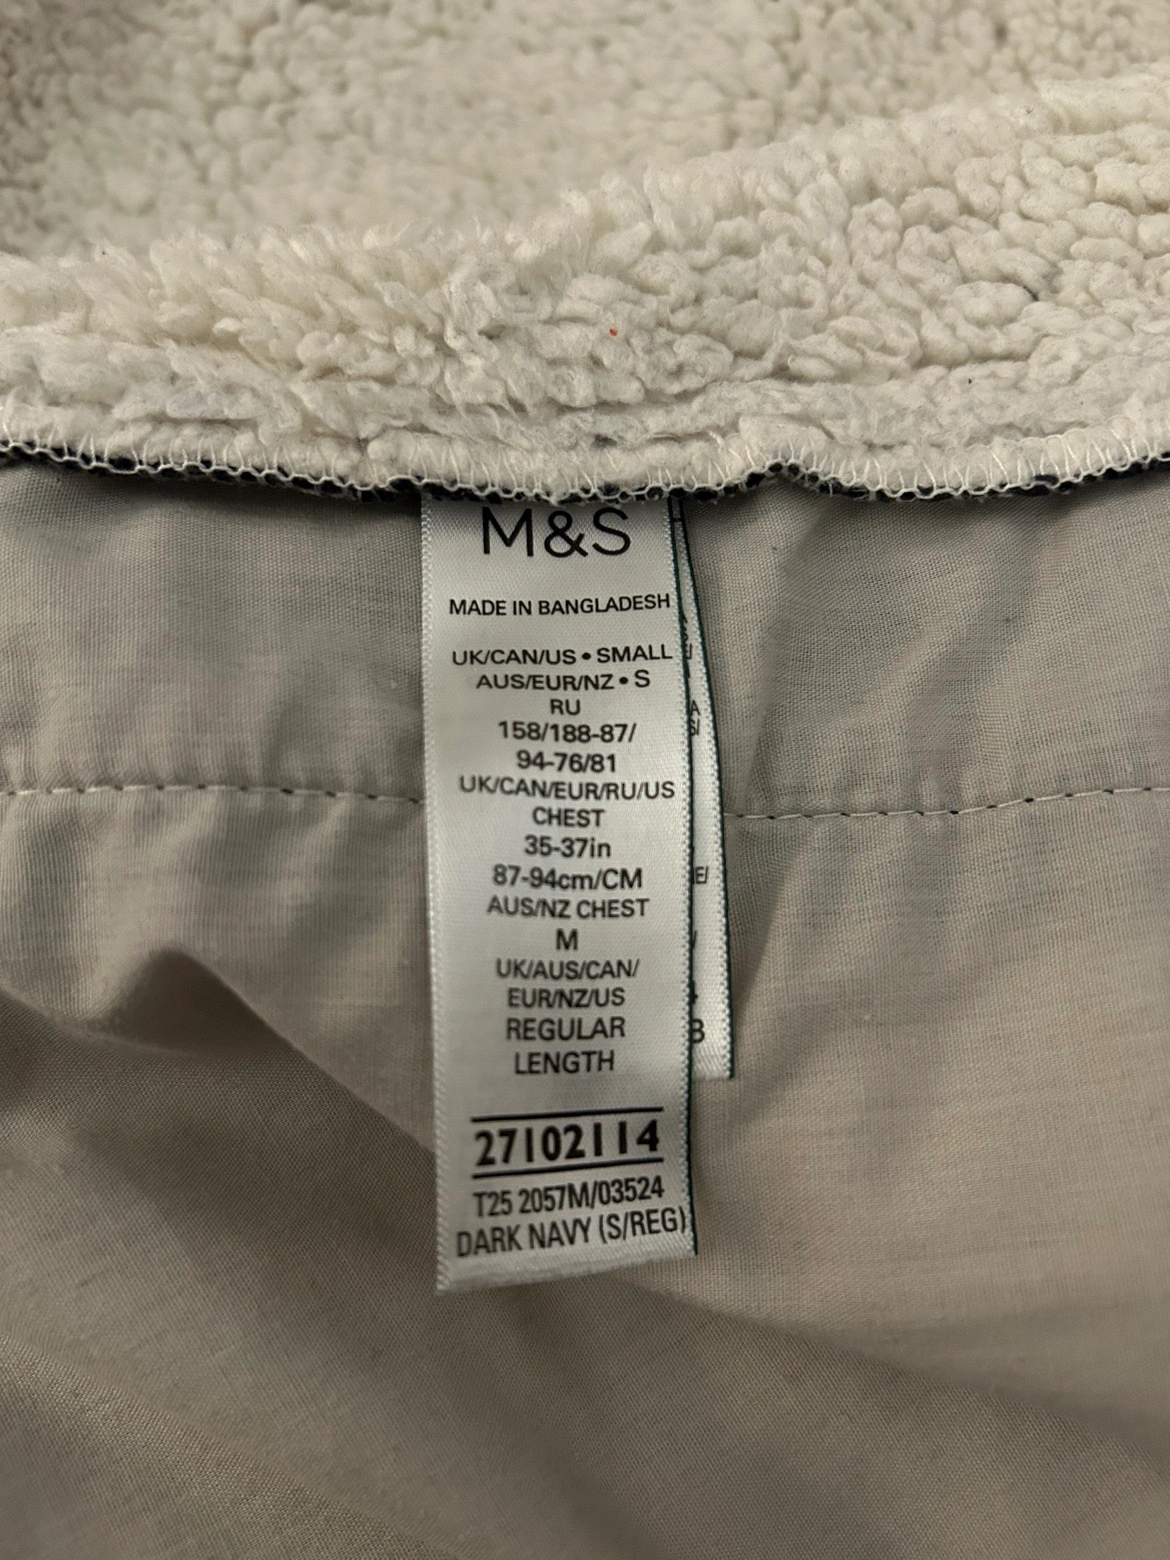 M&S
MADE IN BANGLADESH
UK/CAN/US • SMALL
AUS/EUR/NZ • S
RU
158/188-87/
94-76/81
UK/CAN/EUR/RU/US
CHEST
35-37in
87-94cm/CM
AUS/NZ CHEST
M
UK/AUS/CAN/
EUR/NZ/US
REGULAR
LENGTH
27102114
T25 2057M/03524
DARK NAVY (S/REG)